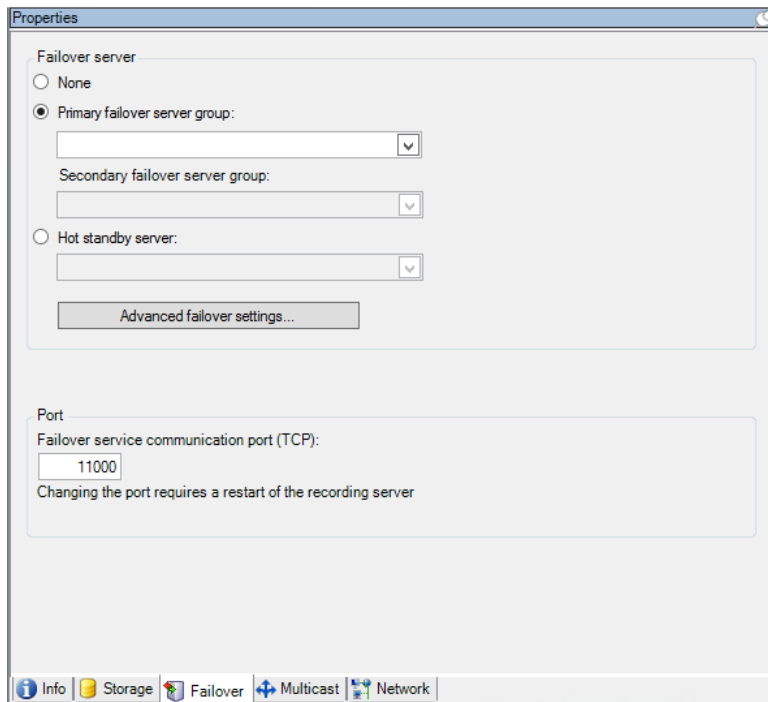 Properties
Failover server
None
Primary failover server group:
Secondary failover server group:
Hot standby server:
Advanced failover settings...
Port
Failover service communication port (TCP):
11000
Changing the port requires a restart of the recording server
Info Storage Failover Multicast Network